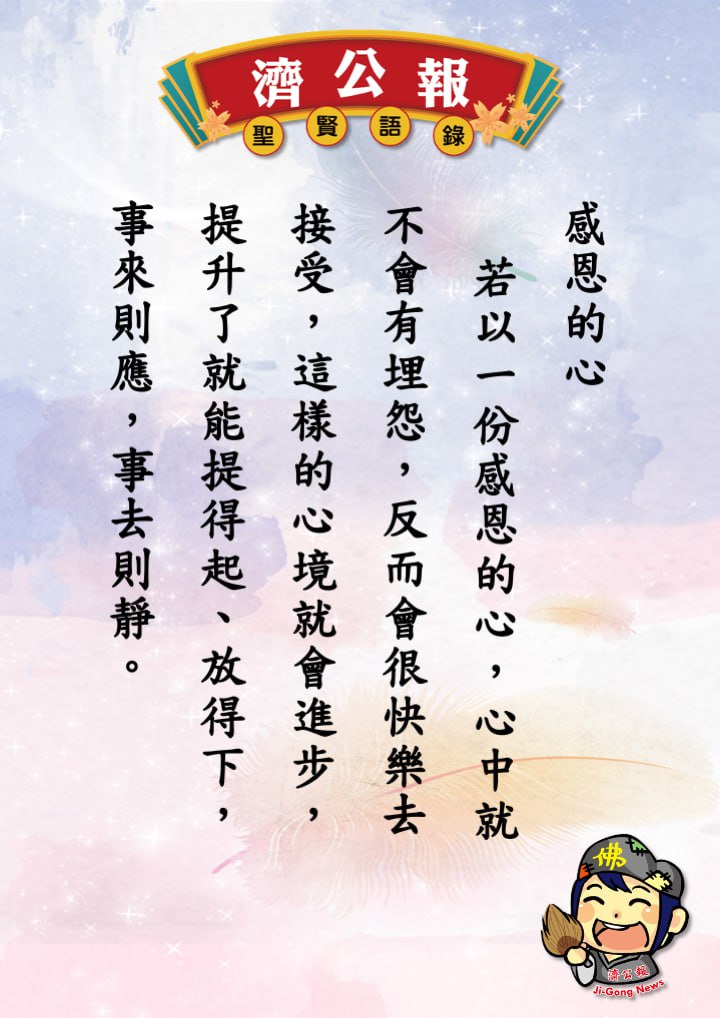 濟公報
聖賢語錄
感恩的心
若以一份感恩的心，心中就
不會有埋怨，反而會很快樂去
接受，這樣的心境就會進步，
提升了就能提得起、放得下，
事來則應，事去則靜。
佛
濟公報
Ji-Gong News